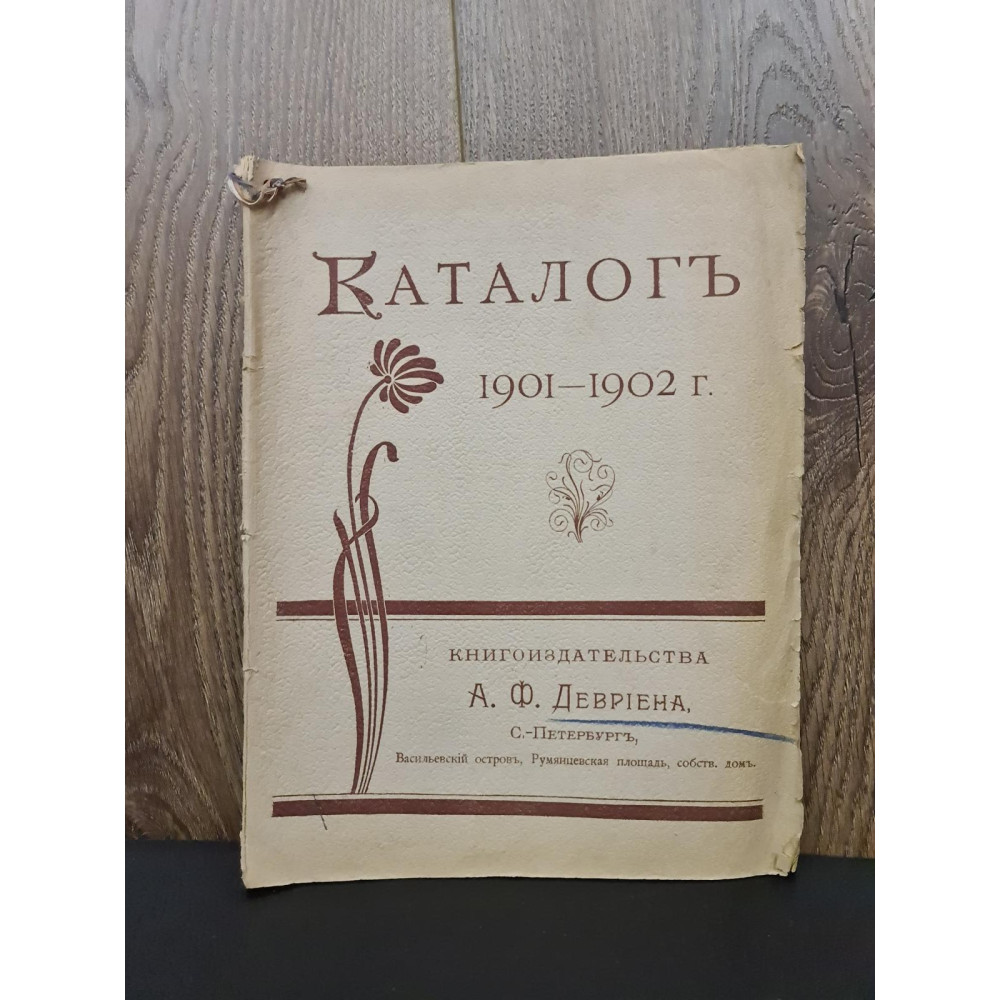 Каталогъ
1901—1902 г.
книгоиздательства
А. Ф. Девріена,
С.-Петербургъ,
Васильевскій островъ, Румянцевская площадь, собств. домъ.